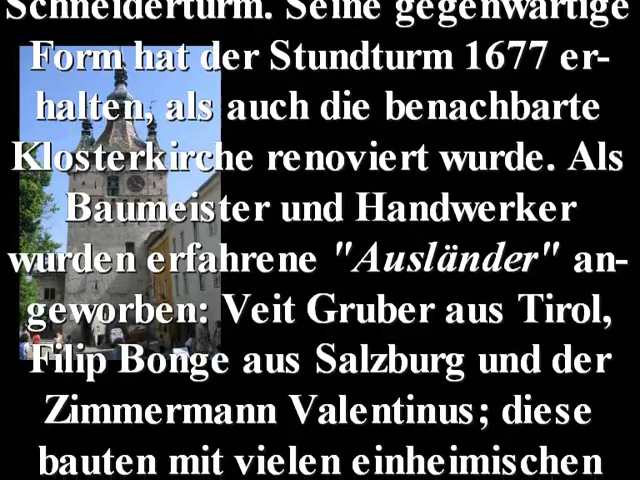 Schneiderturm. Seine gegenwärtige
Form hat der Stundturm 1677 er-
halten, als auch die benachbarte
Klosterkirche renoviert wurde. Als
Baumeister und Handwerker
wurden erfahrene "Ausländer" an-
geworben: Veit Gruber aus Tirol,
Filip Bonge aus Salzburg und der
Zimmermann Valentinus; diese
bauten mit vielen einheimischen